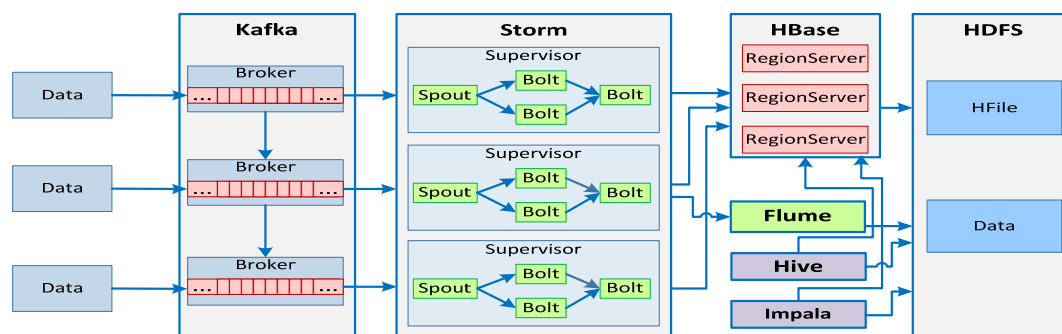 Kafka
Storm
HBase
HDFS
Data
Data
Data
Broker
... ...
Broker
... ...
Broker
... ...
Supervisor
Spout
Bolt
Bolt
Bolt
Supervisor
Spout
Bolt
Bolt
Bolt
Supervisor
Spout
Bolt
Bolt
Bolt
RegionServer
RegionServer
RegionServer
Flume
Hive
Impala
HFile
Data